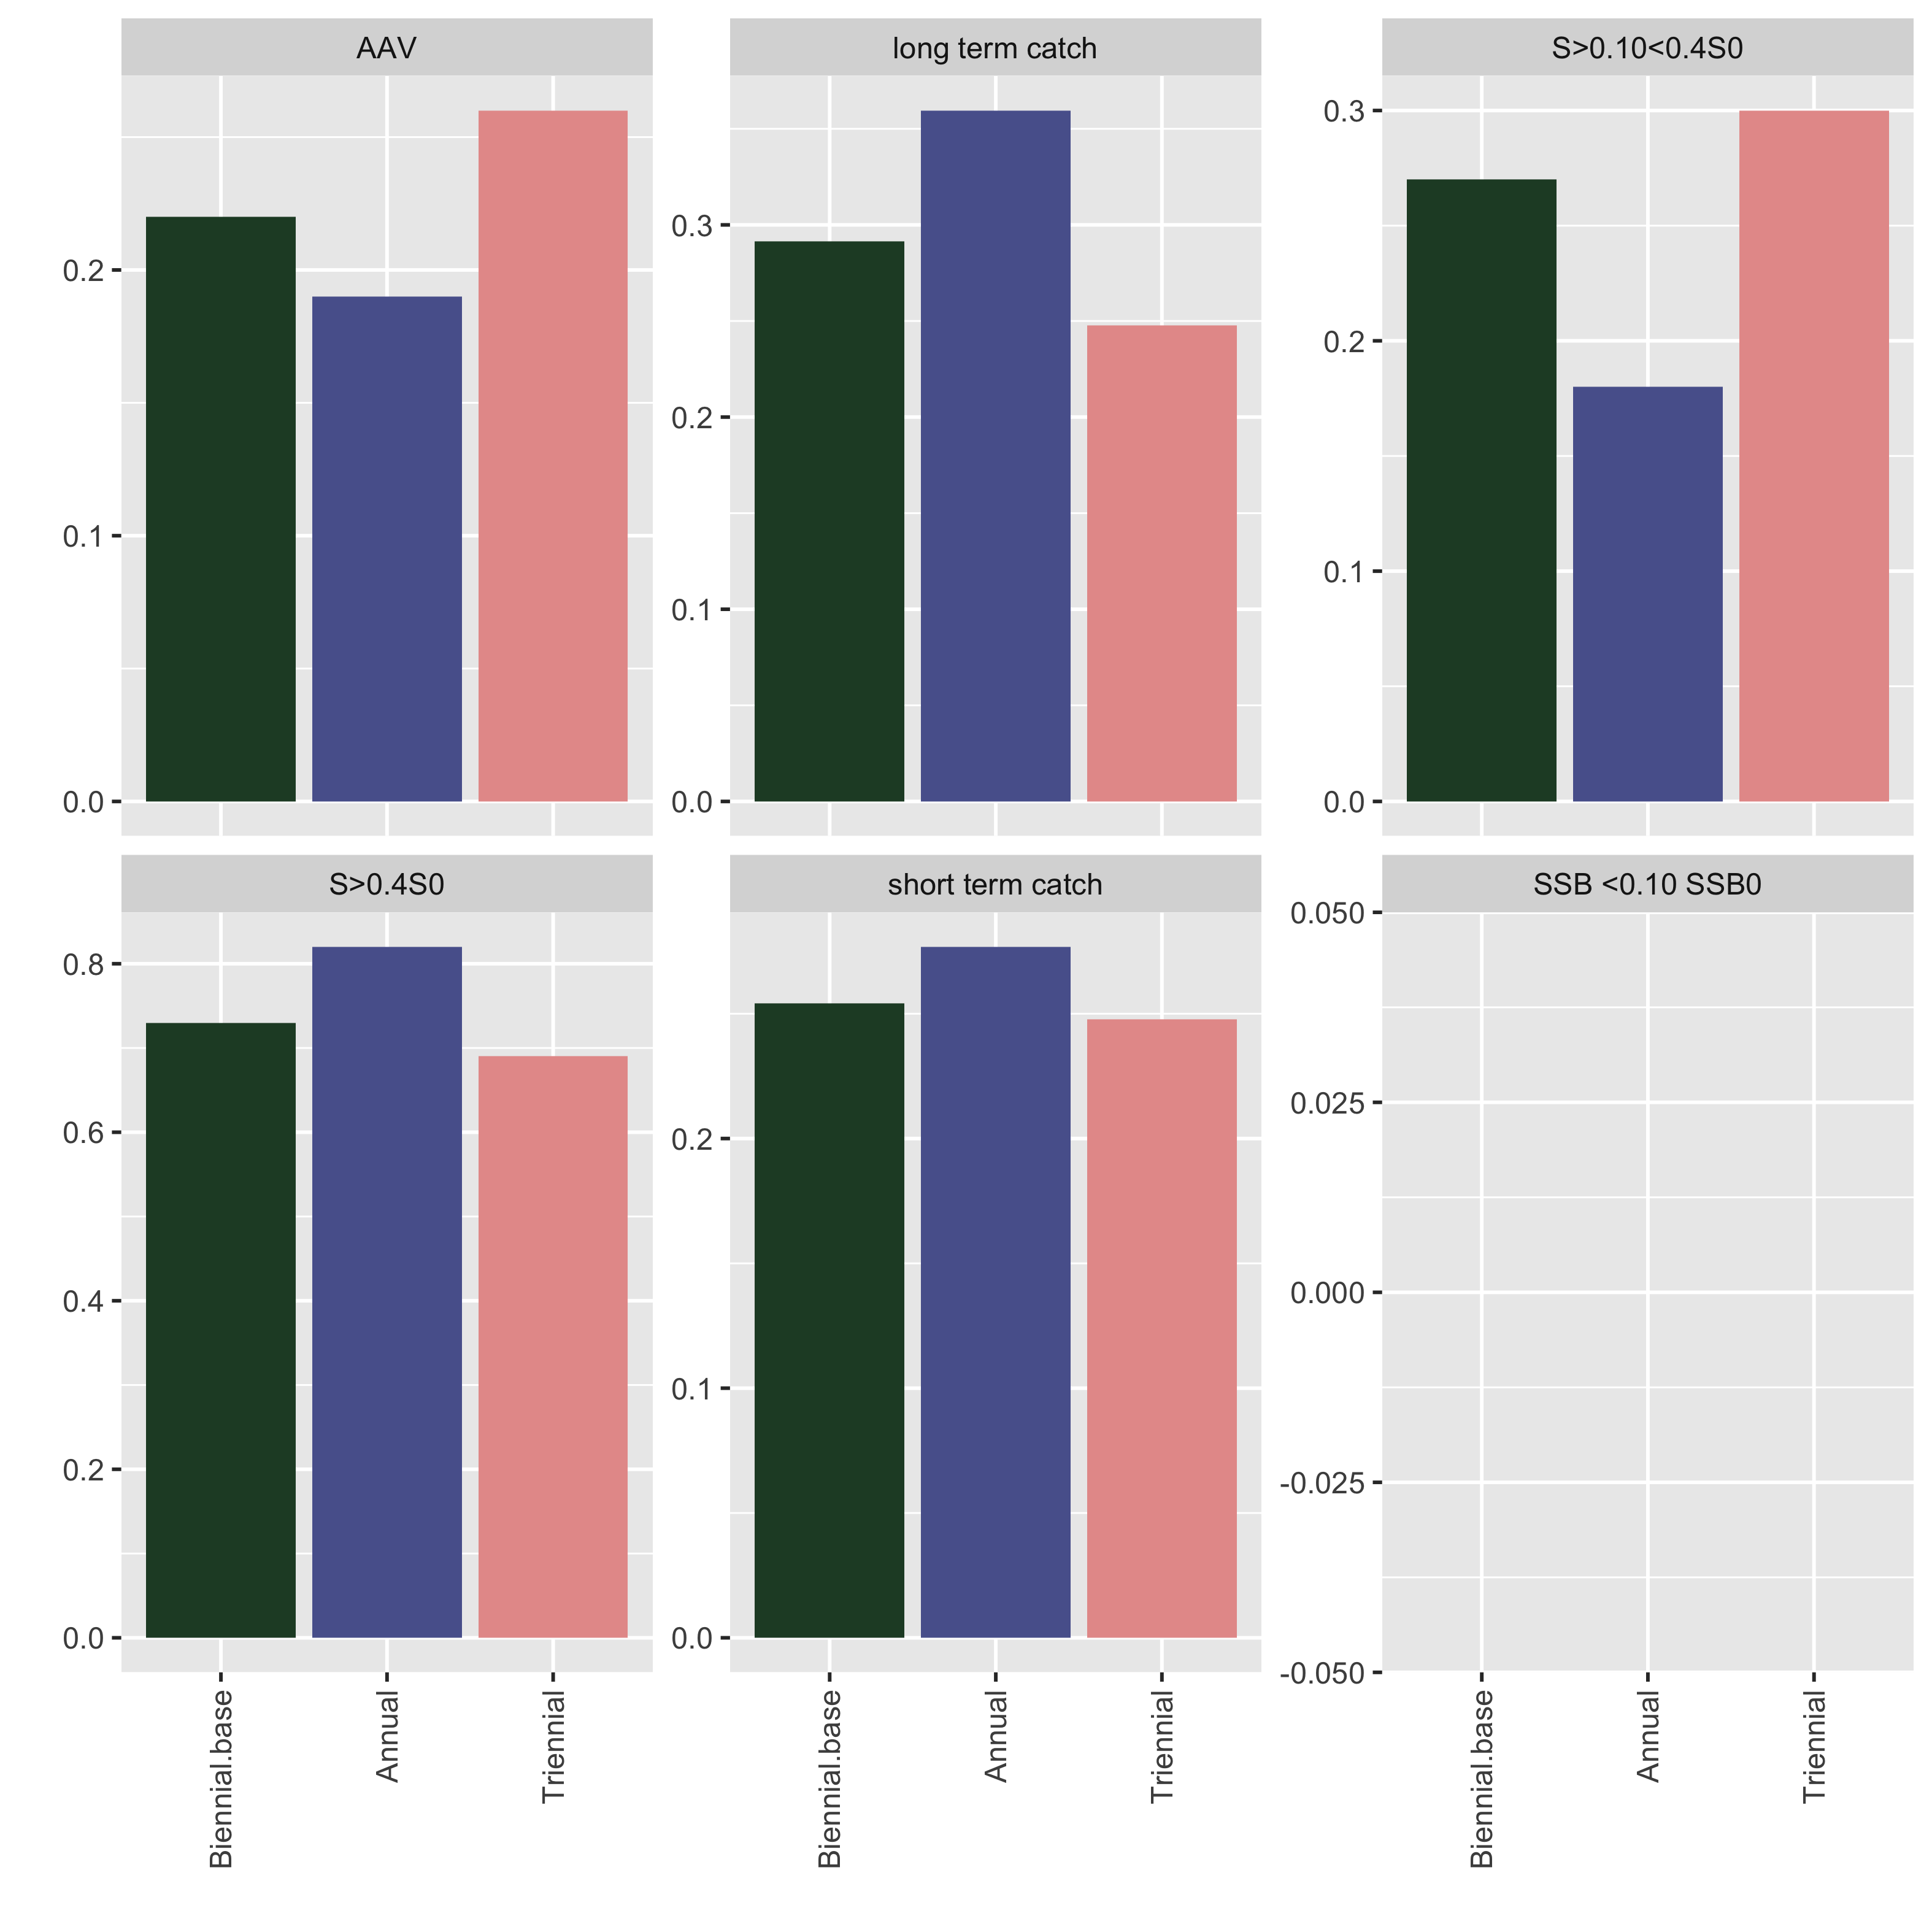 AAV
long term catch
S>0.10<0.4S0
0.2
0.1
0.0
0.3
0.2
0.1
0.0
0.3
0.2
0.1
0.0
S>0.4S0
short term catch
SSB <0.10 SSB0
0.8
0.6
0.4
0.2
0.0
0.2
0.1
0.0
0.050
0.025
0.000
-0.025
-0.050
Biennial.base
Annual
Triennial
Biennial.base
Annual
Triennial
Biennial.base
Annual
Triennial